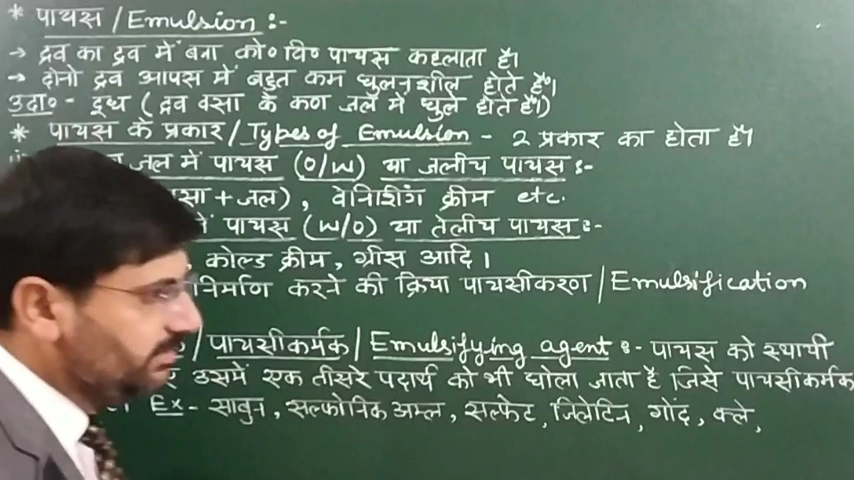 * पायस / Emulsion :-
→ द्रव का द्रव में बना को० वि० पायस कहलाता है।
→ दोनो द्रव आपस में बहुत कम घुलनशील होते हैं।
उदा० - दूध (द्रव वसा के कण जल में घुले होते हैं।)
* पायस के प्रकार / Types of Emulsion - 2 प्रकार का होता है।
जल में पायस (O/W) या जलीय पायस :-
+ जल), वेनिशिंग क्रीम etc.
पायस (W/O) या तेलीय पायस :-
, कोल्ड क्रीम, ग्रीस आदि।
निर्माण करने की क्रिया पायसीकरण / Emulsification
/ पायसीकर्मक / Emulsifying agent :- पायस को स्थायी
उसमें एक तीसरे पदार्थ को भी घोला जाता है जिसे पायसीकर्मक
Ex - साबुन, सल्फोनिक अम्ल, सल्फेट, जिलेटिन, गोंद, क्ले,